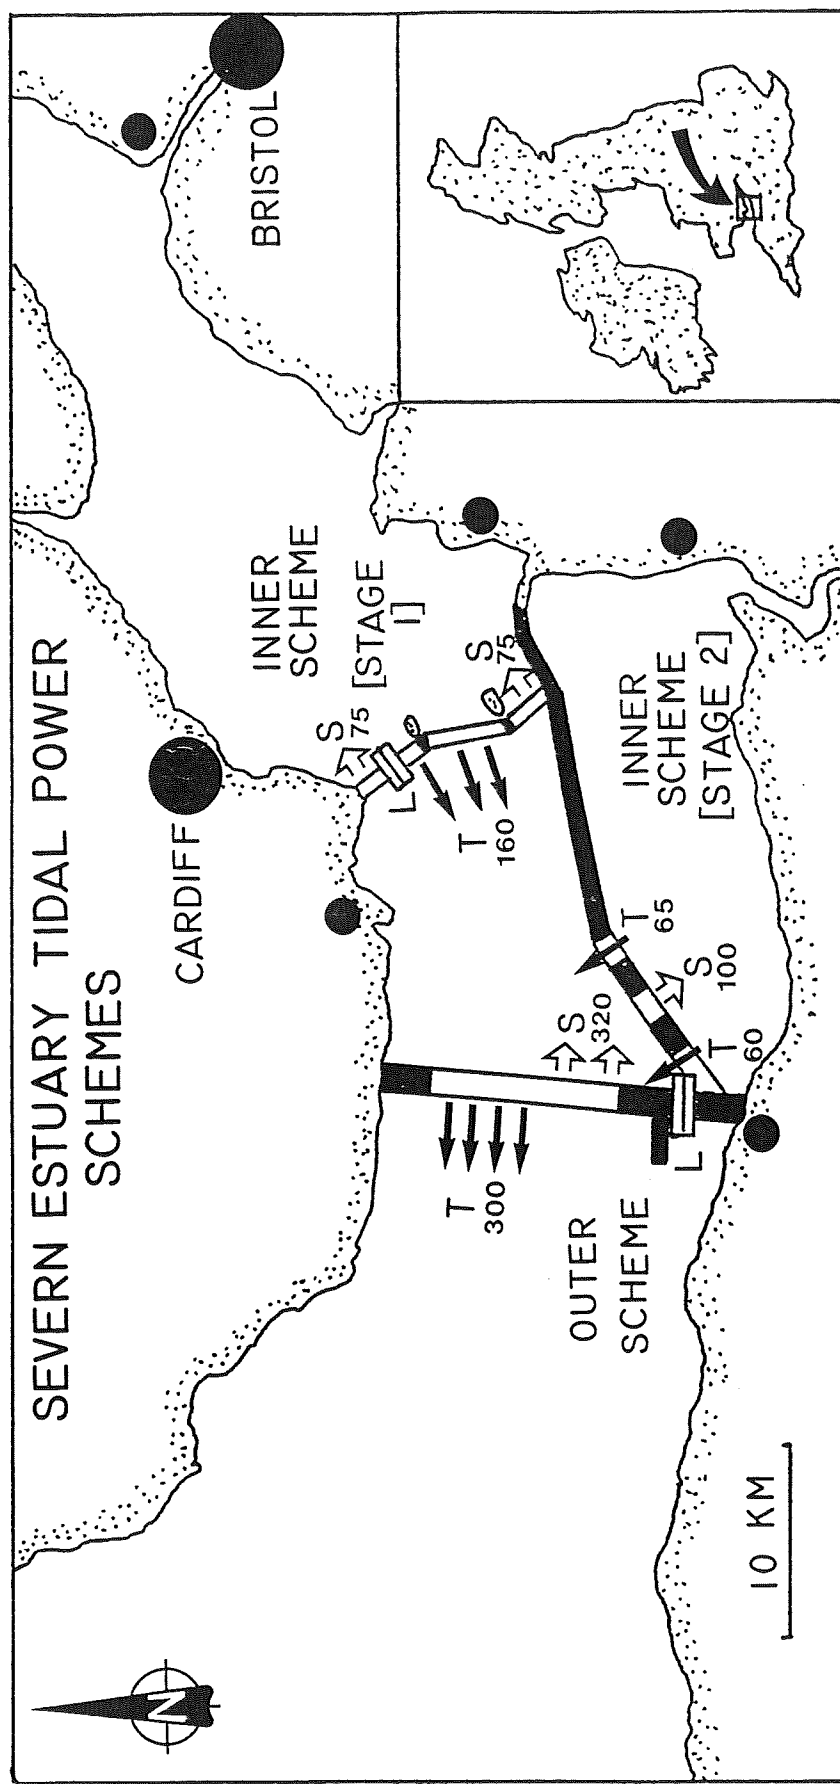 SEVERN ESTUARY TIDAL POWER
SCHEMES
CARDIFF
BRISTOL
INNER
SCHEME
[STAGE
1]
S
75
L
T
160
S
75
INNER
SCHEME
[STAGE 2]
T
65
S
100
T
60
S
320
T
300
L
OUTER
SCHEME
10 KM
N